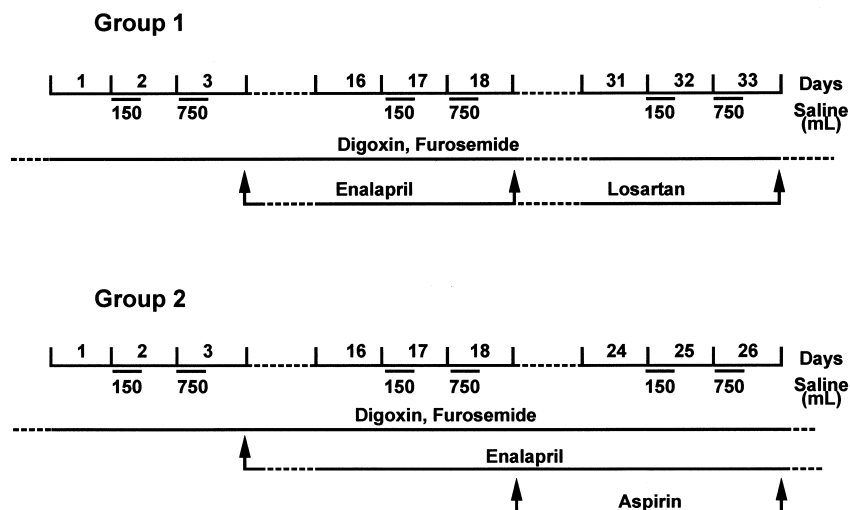 Group 1
1 2 3 16 17 18 31 32 33 Days
150 750 150 750 150 750 Saline (mL)
Digoxin, Furosemide
Enalapril Losartan
Group 2
1 2 3 16 17 18 24 25 26 Days
150 750 150 750 150 750 Saline (mL)
Digoxin, Furosemide
Enalapril
Aspirin